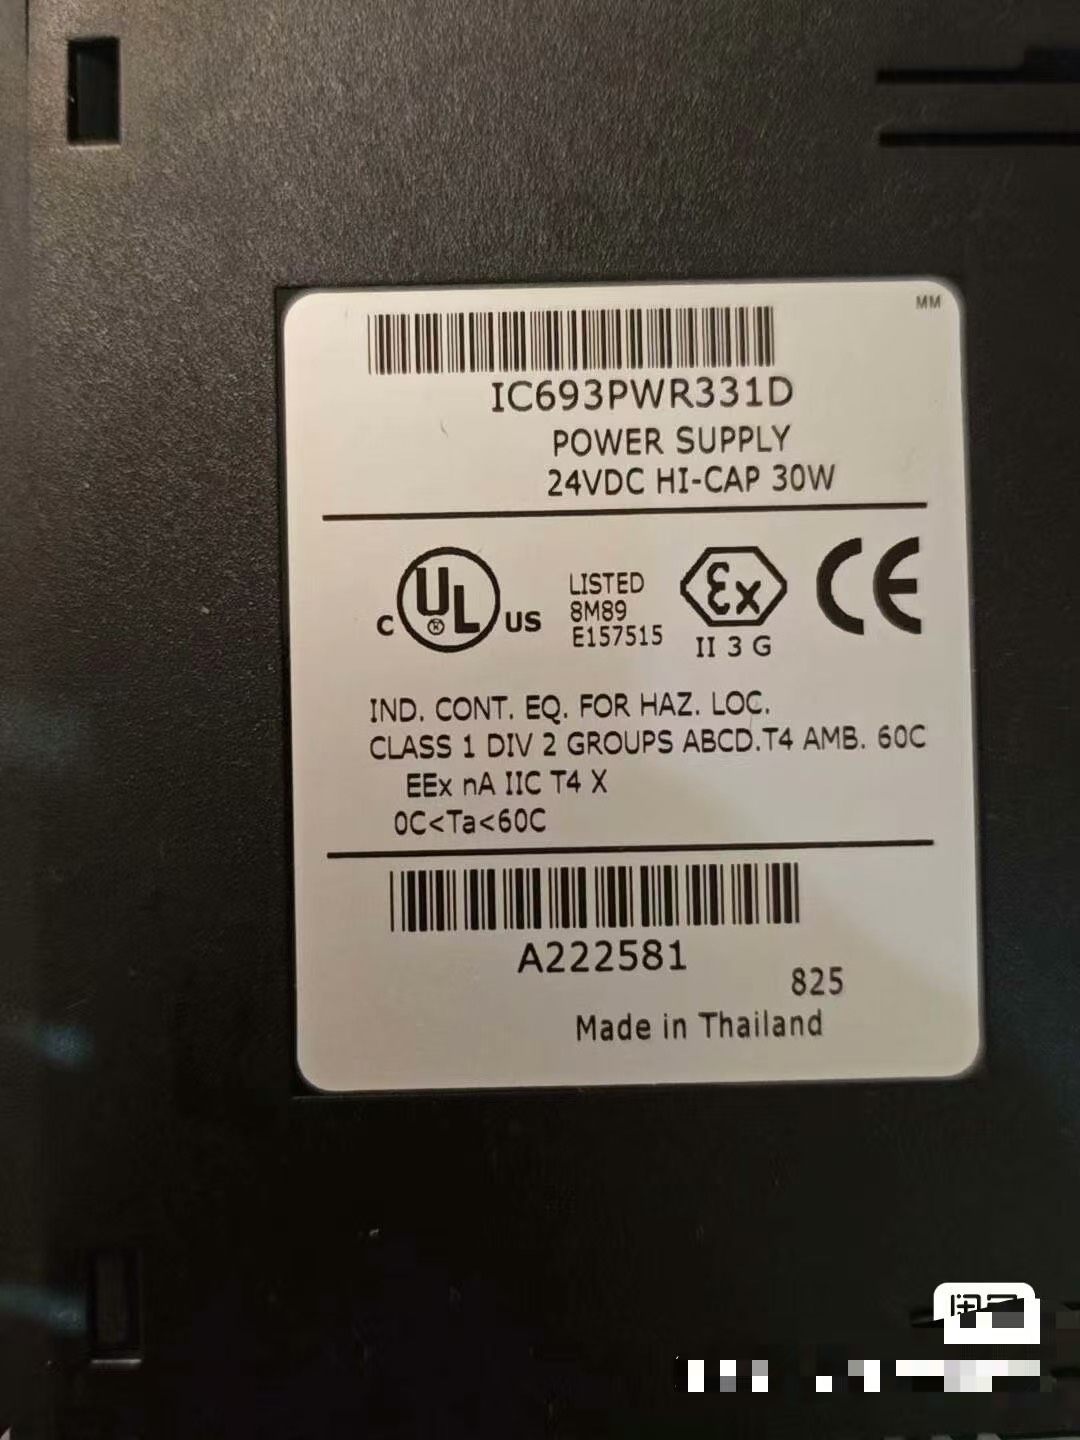 MM
IC693PWR331D
POWER SUPPLY
24VDC HI-CAP 30W
C UL US ®
LISTED
8M89
E157515
Ex
II 3 G
CE
IND. CONT. EQ. FOR HAZ. LOC.
CLASS 1 DIV 2 GROUPS ABCD.T4 AMB. 60C
EEx nA IIC T4 X
0C<Ta<60C
A222581
825
Made in Thailand